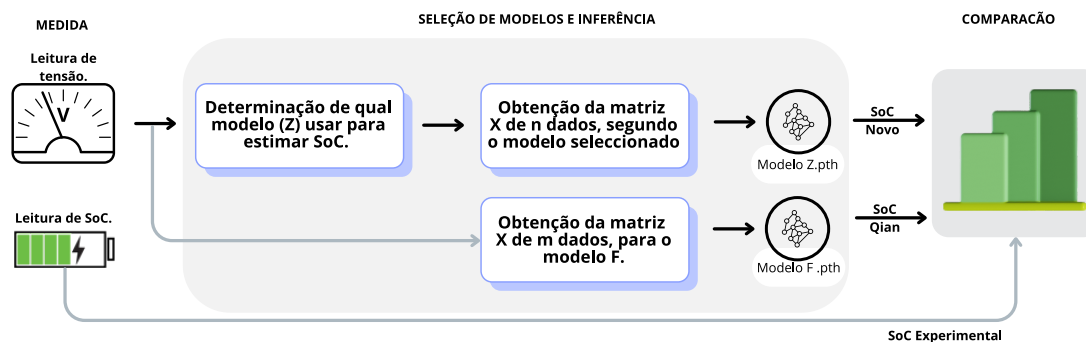 MEDIDA
SELEÇÃO DE MODELOS E INFERÊNCIA
COMPARACÃO
Leitura de
tensão.
V
Determinação de qual
modelo (Z) usar para
estimar SoC.
Obtenção da matriz
X de n dados, segundo
o modelo seleccionado
Modelo Z.pth
SoC
Novo
Leitura de SoC.
Obtenção da matriz
X de m dados, para o
modelo F.
Modelo F .pth
SoC
Qian
SoC Experimental